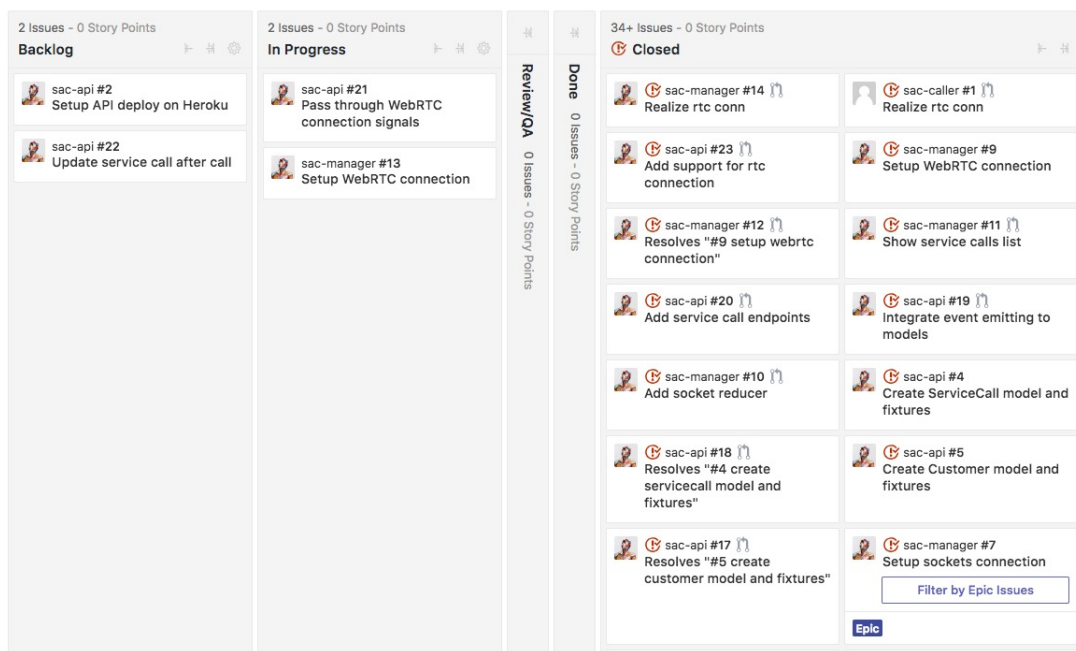 2 Issues - 0 Story Points
Backlog
sac-api #2
Setup API deploy on Heroku
sac-api #22
Update service call after call
2 Issues - 0 Story Points
In Progress
sac-api #21
Pass through WebRTC
connection signals
sac-manager #13
Setup WebRTC connection
Review/QA 0 Issues - 0 Story Points
Done 0 Issues - 0 Story Points
34+ Issues - 0 Story Points
Closed
sac-manager #14
Realize rtc conn
sac-caller #1
Realize rtc conn
sac-api #23
Add support for rtc
connection
sac-manager #9
Setup WebRTC connection
sac-manager #12
Resolves "#9 setup webrtc
connection"
sac-manager #11
Show service calls list
sac-api #20
Add service call endpoints
sac-api #19
Integrate event emitting to
models
sac-manager #10
Add socket reducer
sac-api #4
Create ServiceCall model and
fixtures
sac-api #18
Resolves "#4 create
servicecall model and
fixtures"
sac-api #5
Create Customer model and
fixtures
sac-api #17
Resolves "#5 create
customer model and fixtures"
sac-manager #7
Setup sockets connection
Filter by Epic Issues
Epic